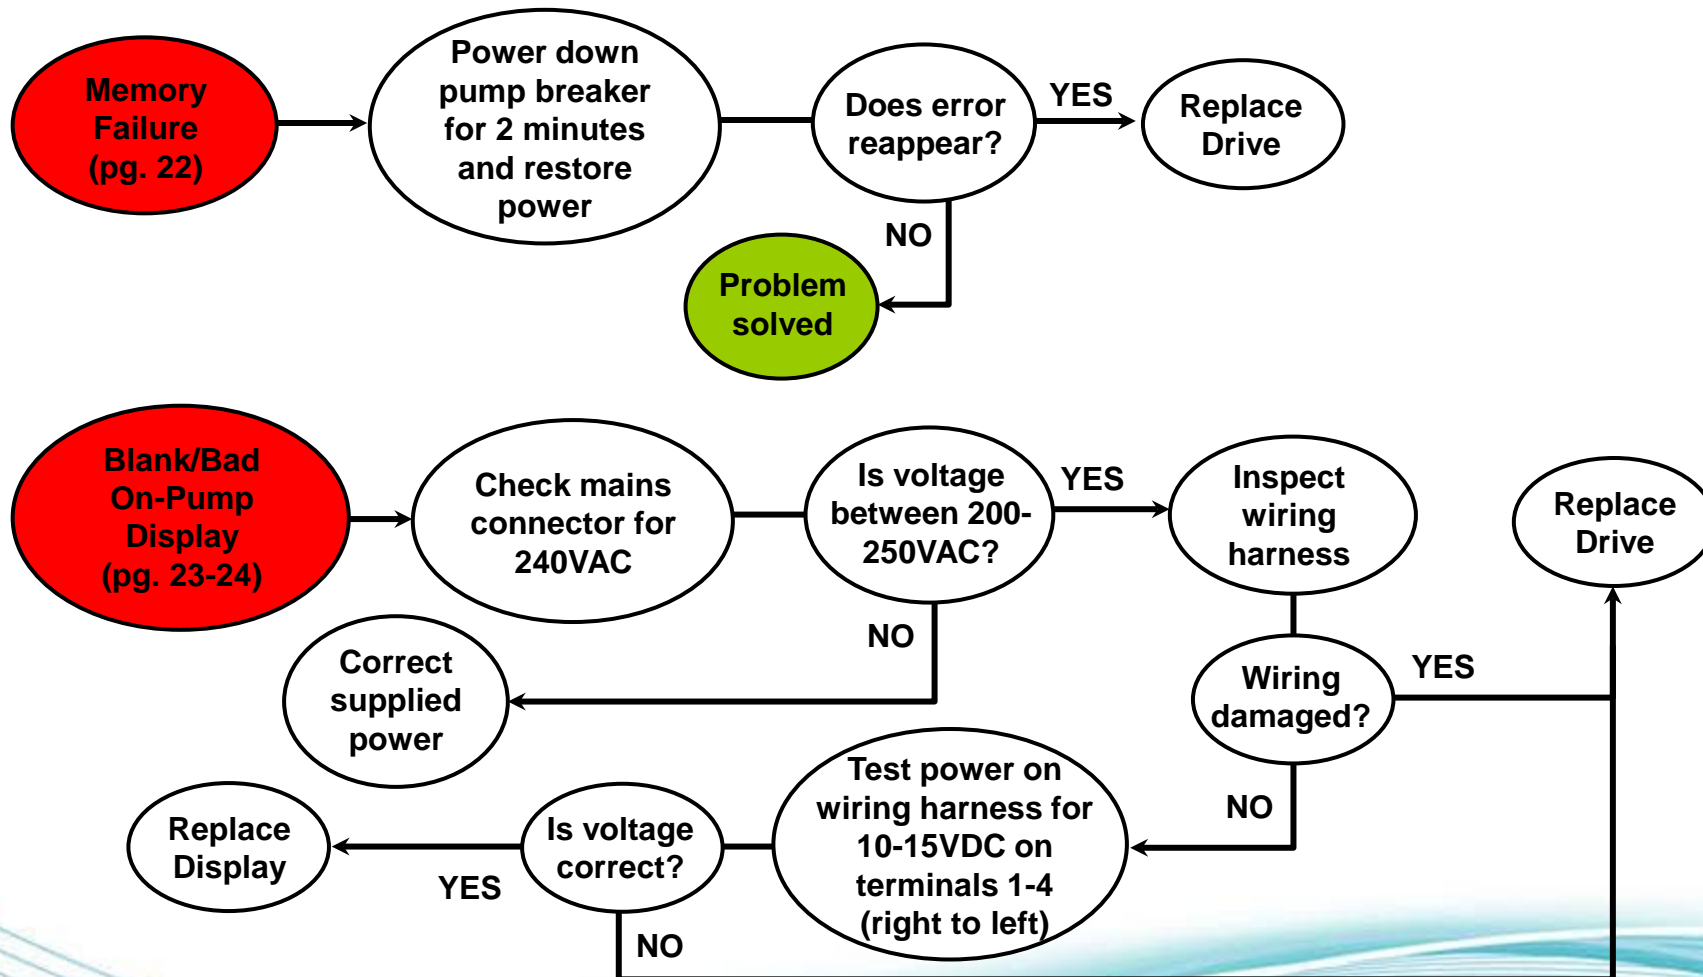 Memory
Failure
(pg. 22)
Power down
pump breaker
for 2 minutes
and restore
power
Does error
reappear?
YES
Replace
Drive
NO
Problem
solved
Blank/Bad
On-Pump
Display
(pg. 23-24)
Check mains
connector for
240VAC
Is voltage
between 200-
250VAC?
YES
Inspect
wiring
harness
Replace
Drive
NO
Correct
supplied
power
Wiring
damaged?
YES
NO
Test power on
wiring harness for
10-15VDC on
terminals 1-4
(right to left)
Is voltage
correct?
YES
Replace
Display
NO